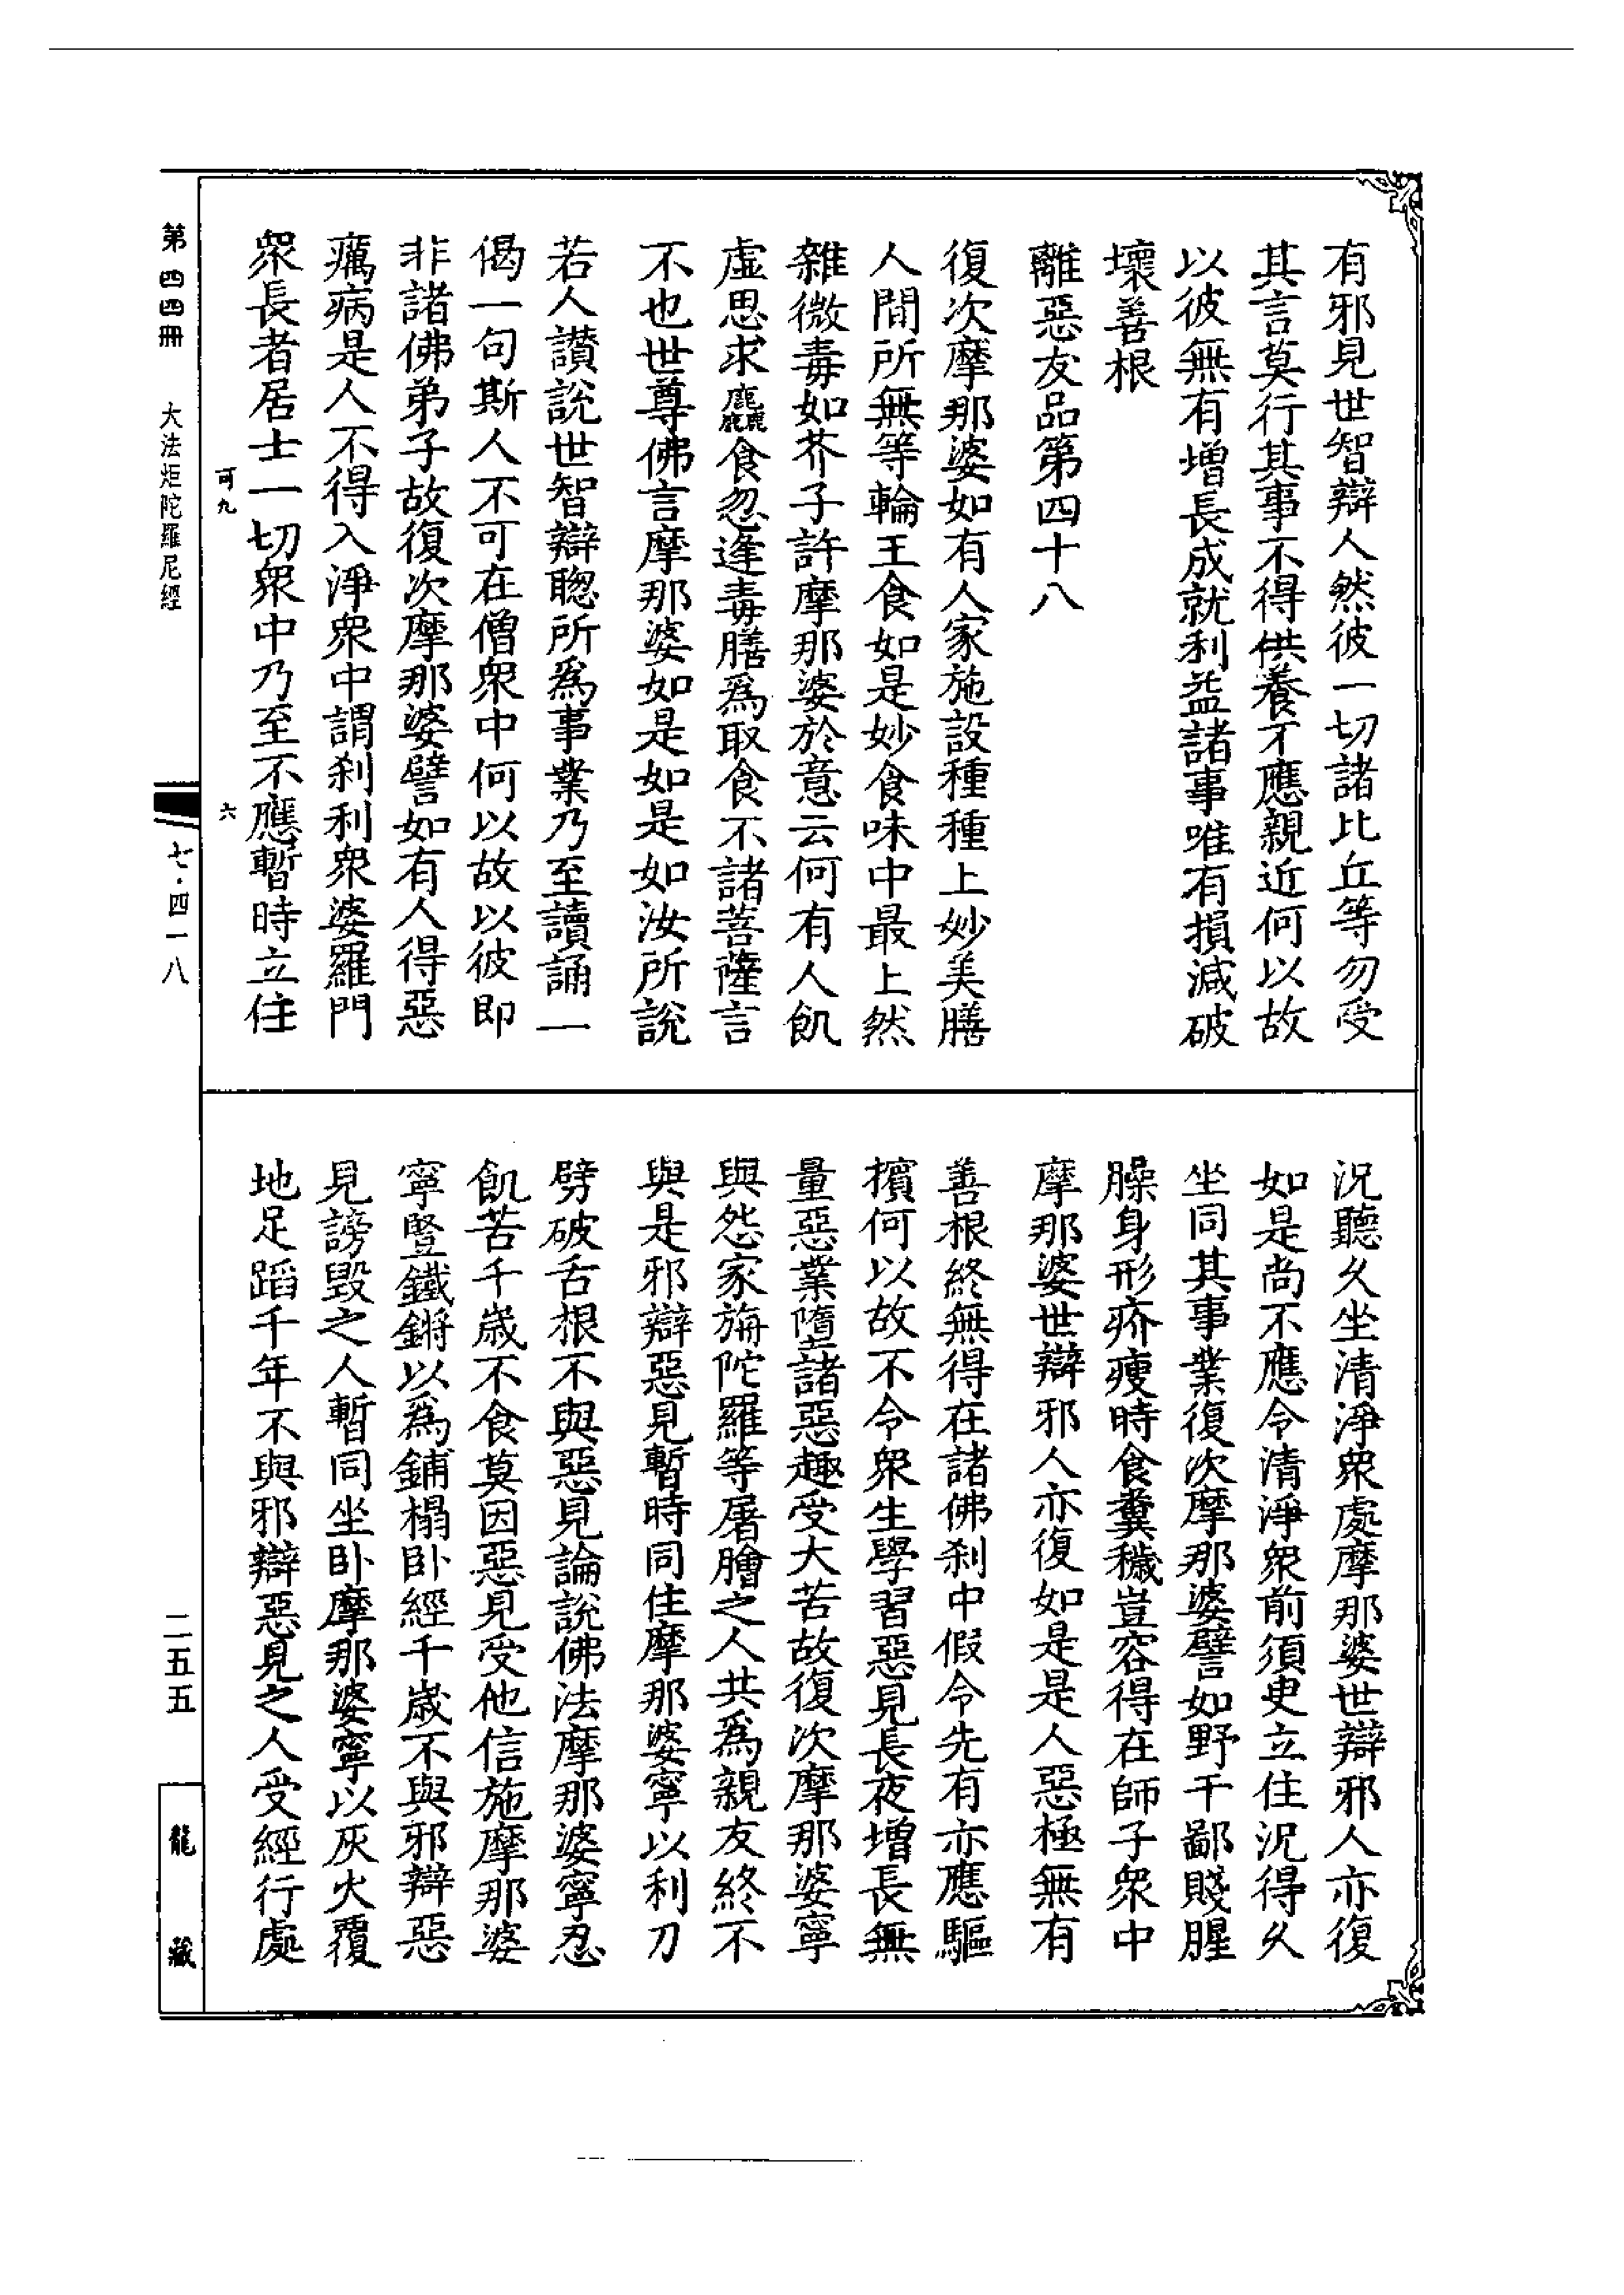 有邪見世智辯人然彼一切諸比丘等勿受
其言莫行其事不得供養不應親近何以故
以彼無有增長成就利益諸事唯有損減破
壞善根
離惡友品第四十八
復次摩那婆如有人家施設種種上妙美膳
人間所無等輪王食如是妙食味中最上然
雜微毒如芥子許摩那婆於意云何有人飢
虛思求麤食忽逢毒膳為取食不諸菩薩言
不也世尊佛言摩那婆如是如是如汝所說
若人讚說世智辯聰所為事業乃至讀誦一
偈一句斯人不可在僧眾中何以故以彼即
非諸佛弟子故復次摩那婆譬如有人得惡
癘病是人不得入淨眾中謂剎利眾婆羅門
眾長者居士一切眾中乃至不應暫時立住
況聽久坐清淨眾處摩那婆世辯邪人亦復
如是尚不應令清淨眾前須臾立住況得久
坐同其事業復次摩那婆譬如野干鄙賤腥
臊身形疥瘦時食糞穢豈容得在師子眾中
摩那婆世辯邪人亦復如是是人惡極無有
善根終無得在諸佛剎中假令先有亦應驅
擯何以故不令眾生學習惡見長夜增長無
量惡業墮諸惡趣受大苦故復次摩那婆寧
與怨家旃陀羅等屠膾之人共為親友終不
與是邪辯惡見暫時同住摩那婆寧以利刀
劈破舌根不與惡見論說佛法摩那婆寧忍
飢苦千歲不食莫因惡見受他信施摩那婆
寧豎鐵鏘以為鋪榻臥經千歲不與邪辯惡
見謗毀之人暫同坐臥摩那婆寧以灰火覆
地足蹈千年不與邪辯惡見之人受經行處
可九
六
第四四冊
大法炬陀羅尼經
七·四一八
二五五
龍藏